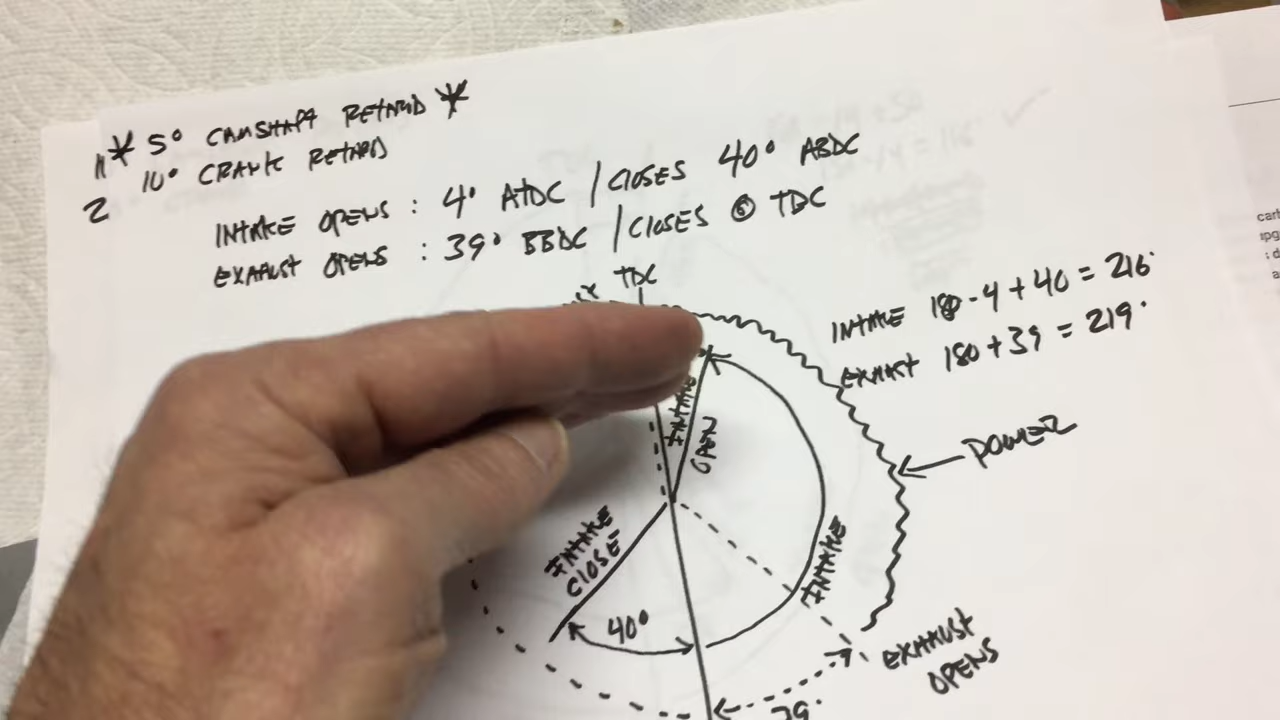 1 * 5° CAMSHAFT RETARD *
2 10° CRANK RETARD
INTAKE OPENS : 4° ATDC / CLOSES 40° ABDC
EXHAUST OPENS : 39° BBDC / CLOSES @ TDC
TDC
INTAKE 180 - 4 + 40 = 216°
EXHAUST 180 + 39 = 219°
INTAKE
OPEN
POWER
INTAKE
CLOSE
INTAKE
40°
EXHAUST
OPENS